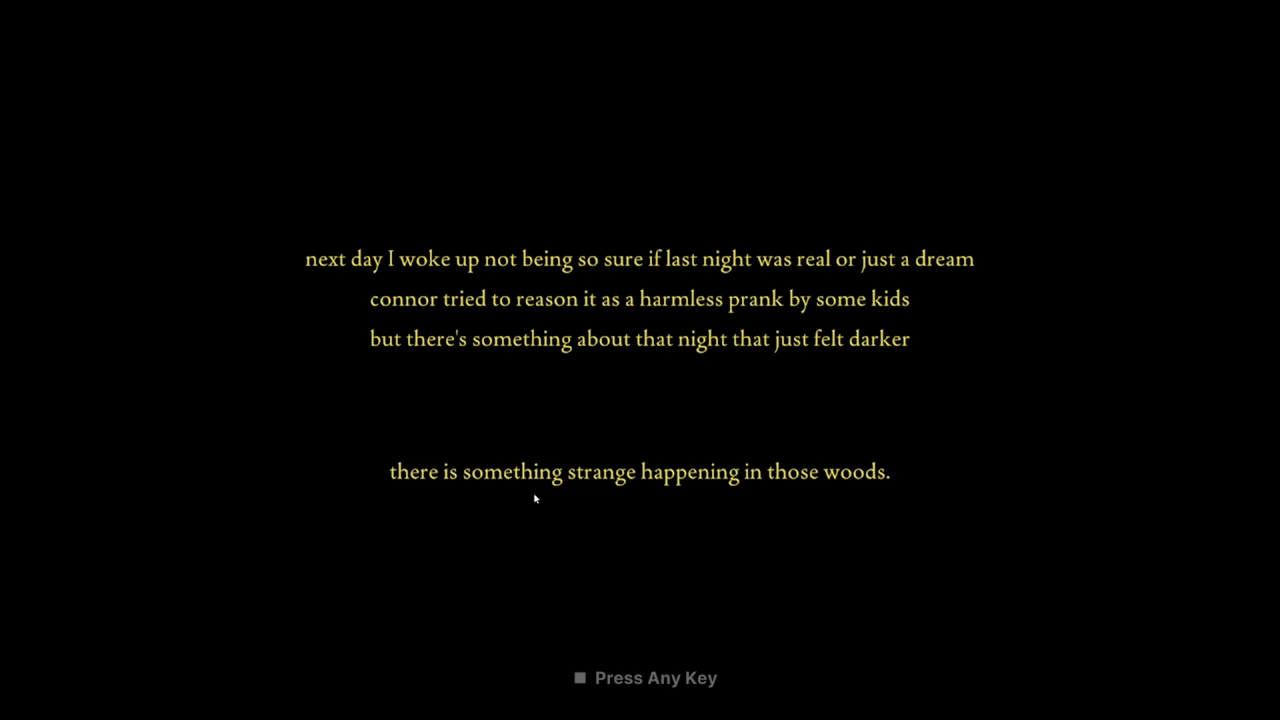 next day I woke up not being so sure if last night was real or just a dream
connor tried to reason it as a harmless prank by some kids
but there's something about that night that just felt darker
there is something strange happening in those woods.
Press Any Key